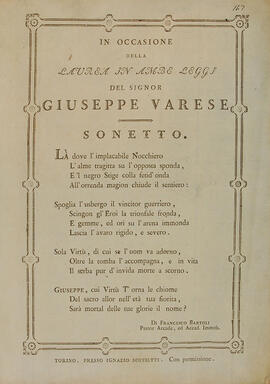 147
IN OCCASIONE
DELLA
LAUREA IN AMBE LEGGI
DEL SIGNOR
GIUSEPPE VARESE
SONETTO.
LÀ dove l'implacabile Nocchiero
L'alme tragitta su l'opposta sponda,
E 'l negro Stige colla fetid' onda
All'orrenda magion chiude il sentiero:
Spoglia l'usbergo il vincitor guerriero,
Scingon gl'Eroi la trionfale fronda,
E gemme, ed ori su l'arena immonda
Lascia l'avaro rigido, e severo.
Sola Virtù, di cui se l'uom va adorno,
Oltre la tomba l'accompagna, e in vita
Il serba pur d'invida morte a scorno.
GIUSEPPE, cui Virtù T'orna le chiome
Del sacro allor nell'età tua fiorita,
Sarà mortal delle tue glorie il nome?
Di FRANCESCO BARTOLI
Pastor Arcade, ed Accad. Immob.
TORINO, PRESSO IGNAZIO SOFFIETTI. Con permissione.